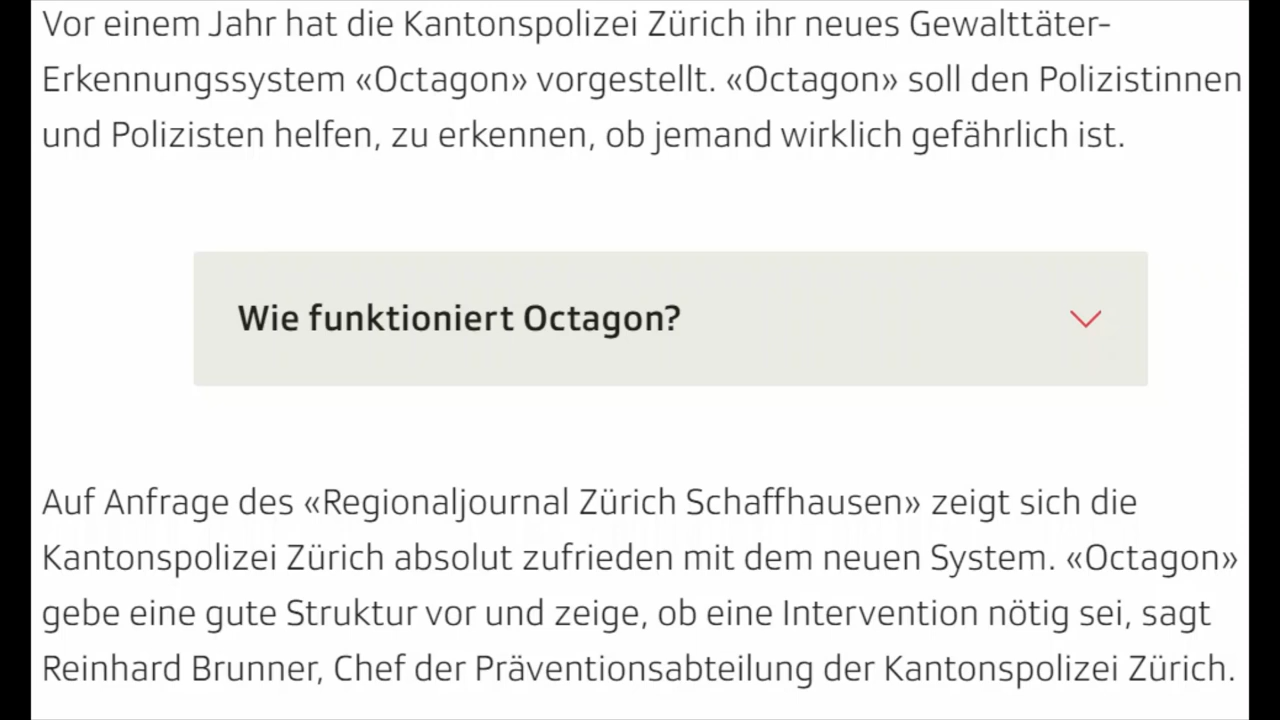 Vor einem Jahr hat die Kantonspolizei Zürich ihr neues Gewalttäter-
Erkennungssystem «Octagon» vorgestellt. «Octagon» soll den Polizistinnen
und Polizisten helfen, zu erkennen, ob jemand wirklich gefährlich ist.
Wie funktioniert Octagon?
Auf Anfrage des «Regionaljournal Zürich Schaffhausen» zeigt sich die
Kantonspolizei Zürich absolut zufrieden mit dem neuen System. «Octagon»
gebe eine gute Struktur vor und zeige, ob eine Intervention nötig sei, sagt
Reinhard Brunner, Chef der Präventionsabteilung der Kantonspolizei Zürich.